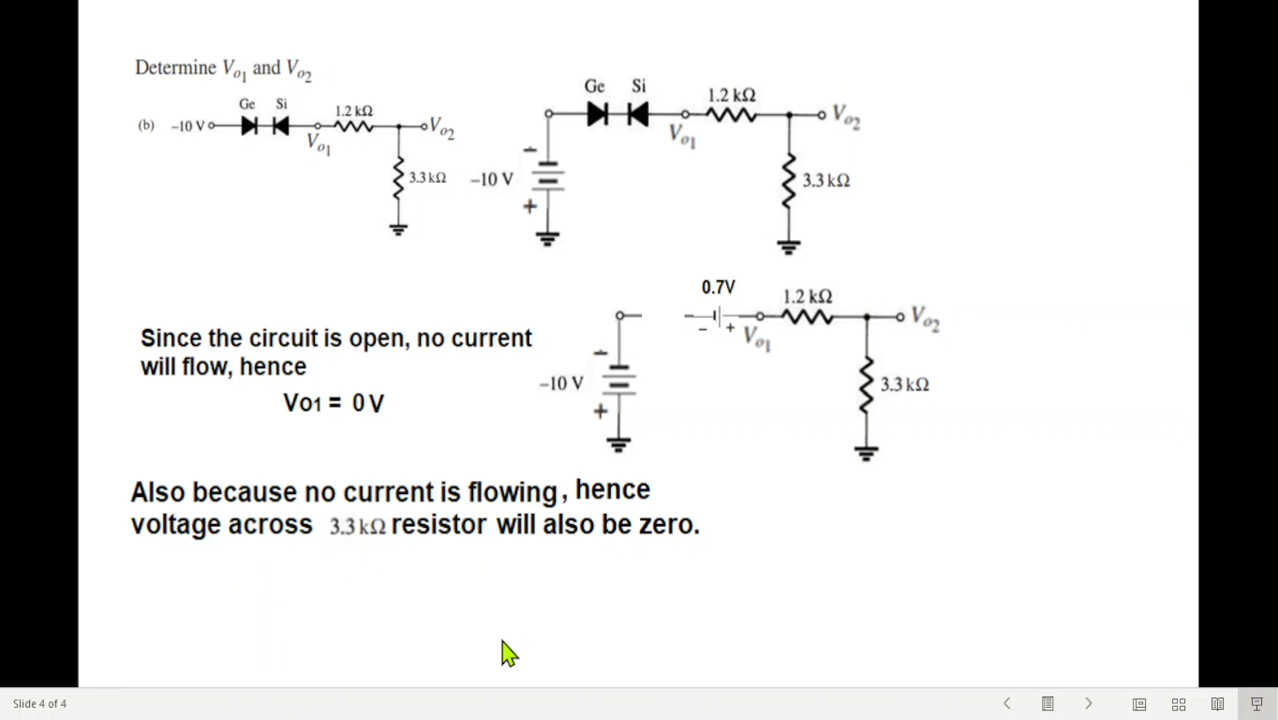 Determine Vo1 and Vo2
(b) −10 V Ge Si 1.2 kΩ Vo1 Vo2 3.3 kΩ
Ge Si 1.2 kΩ Vo2
Vo1
−
−10 V 3.3 kΩ
+
0.7V
1.2 kΩ
− + Vo1 Vo2
−
−10 V 3.3 kΩ
+
Since the circuit is open, no current
will flow, hence
Vo1 = 0 V
Also because no current is flowing, hence
voltage across 3.3 kΩ resistor will also be zero.
Slide 4 of 4